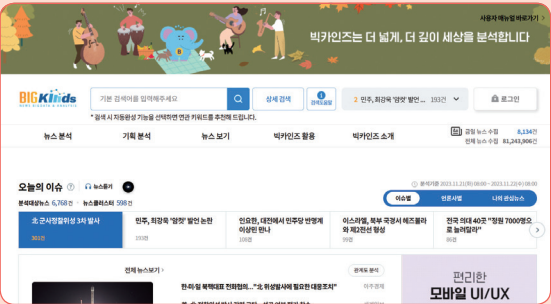 사용자 매뉴얼 바로가기 >
빅카인즈는 더 넓게, 더 깊이 세상을 분석합니다
BIGKinds
NEWS BIGDATA & ANALYSIS
기본 검색어를 입력해주세요
상세 검색
검색도움말
2 민주, 최강욱 '암컷' 발언 ... 193건
로그인
* 검색 시 자동완성 기능을 선택하면 연관 키워드를 추천해 드립니다.
뉴스 분석 기획 분석 뉴스 보기 빅카인즈 활용 빅카인즈 소개
금일 뉴스 수집 8,134건
전체 뉴스 수집 81,243,906건
오늘의 이슈 ? 뉴스듣기
분석기준 2023.11.21(화) 08:00 ~ 2023.11.22(수) 08:00
분석대상뉴스 6,768 건 · 뉴스클러스터 598 건
이슈별 언론사별 나의 관심뉴스
北 군사정찰위성 3차 발사
301건
민주, 최강욱 '암컷' 발언 논란
193건
인요한, 대전에서 민주당 반명계
이상민 만나
108건
이스라엘, 북부 국경서 헤즈볼라
와 제2전선 형성
99건
전국 의대 40곳 "정원 7000명으
로 늘려달라"
88건
전체 뉴스보기 >
관계도 분석
한·미·일 북핵대표 전화협의…"北 위성발사에 필요한 대응조치"
아주경제
편리한
모바일 UI/UX